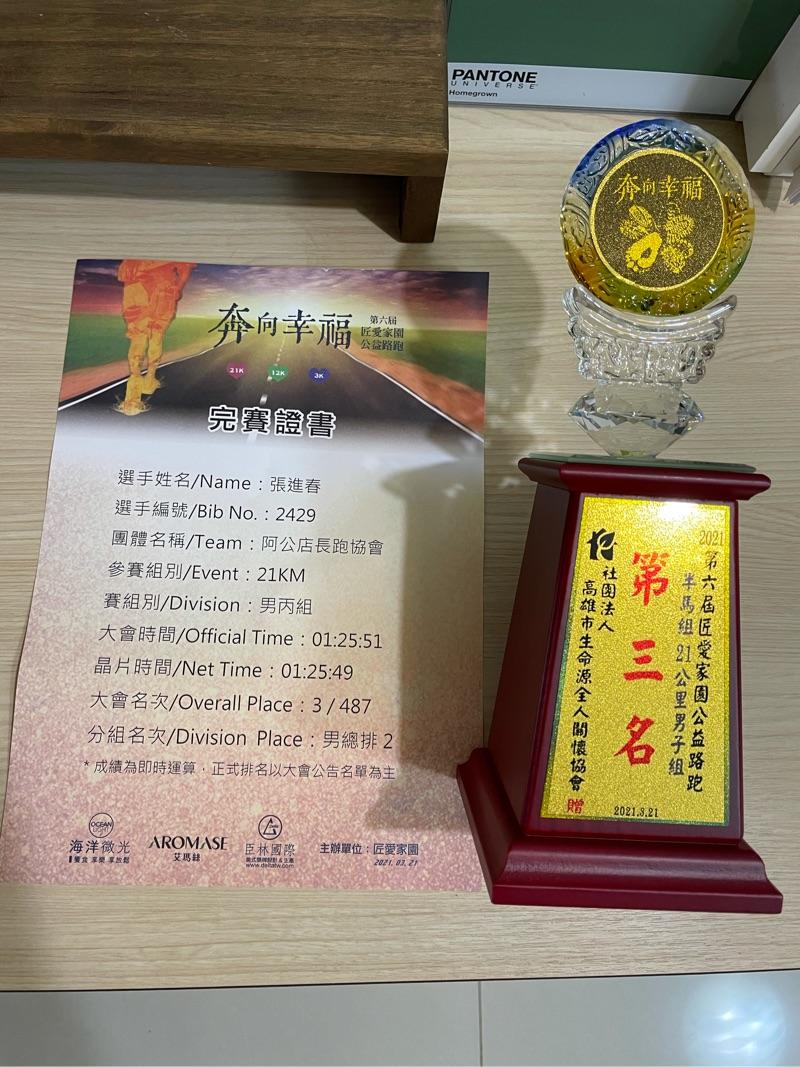 PANTONE
UNIVERSE
Homegrown
奔向幸福
奔向幸福
第六屆
匠愛家園
公益路跑
21K
12K
3K
完賽證書
選手姓名/Name：張進春
選手編號/Bib No.：2429
團體名稱/Team：阿公店長跑協會
參賽組別/Event：21KM
賽組別/Division：男丙組
大會時間/Official Time：01:25:51
晶片時間/Net Time：01:25:49
大會名次/Overall Place：3 / 487
分組名次/Division Place：男總排 2
* 成績為即時運算，正式排名以大會公告名單為主
OCEAN LIGHT
海洋微光
AROMASE
艾瑪絲
臣林國際
www.deltatw.com
主辦單位：匠愛家園
2021.03.21
2021 第六屆匠愛家園公益路跑
半馬組 21公里男子組
第三名
社團法人
高雄市生命源全人關懷協會
贈
2021.3.21